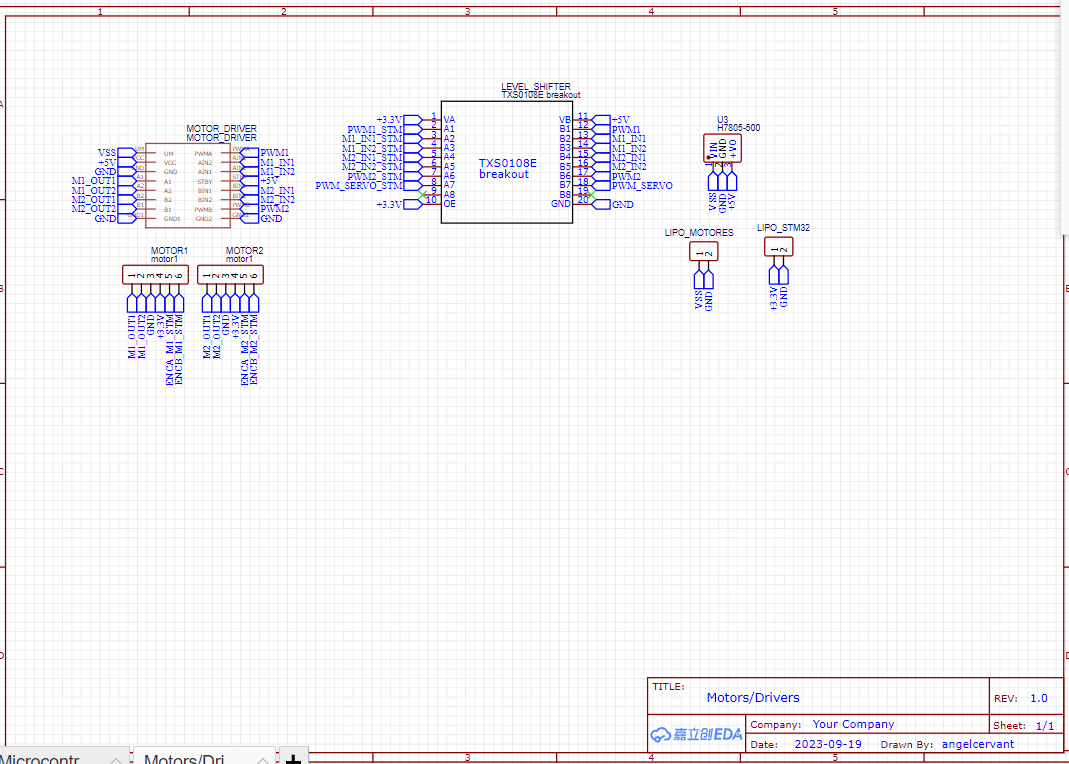 1 2 3 4 5
LEVEL_SHIFTER
TXS0108E breakout
+3.3V 1 VA VB 11 +5V
PWM1_STM 2 A1 B1 12 PWM1
M1_IN1_STM 3 A2 B2 13 M1_IN1
M1_IN2_STM 4 A3 B3 14 M1_IN2
M2_IN1_STM 5 A4 B4 15 M2_IN1
M2_IN2_STM 6 A5 B5 16 M2_IN2
PWM2_STM 7 A6 B6 17 PWM2
PWM_SERVO_STM 8 A7 B7 18 PWM_SERVO
9 A8 B8 19
+3.3V 10 OE GND 20 GND
TXS0108E
breakout
U3
H7805-500
VIN GND +VO
1 2 3
VSS GND +5V
MOTOR_DRIVER
MOTOR_DRIVER
VSS UM PWMA PWM1
+5V VCC AIN2 M1_IN1
GND GND AIN1 M1_IN2
M1_OUT1 A1 STBY +5V
M1_OUT2 A2 BIN1 M2_IN1
M2_OUT1 B2 BIN2 M2_IN2
M2_OUT2 B1 PWMB PWM2
GND GND1 GND2 GND
LIPO_MOTORES
1 2
VSS GND
LIPO_STM32
1 2
+3.3V GND
MOTOR1
motor1
1 2 3 4 5 6
M1_OUT1
M1_OUT2
GND
+3.3V
ENCA_M1_STM
ENCB_M1_STM
MOTOR2
motor1
1 2 3 4 5 6
M2_OUT1
M2_OUT2
GND
+3.3V
ENCA_M2_STM
ENCB_M2_STM
TITLE:
Motors/Drivers
REV: 1.0
嘉立创EDA
Company: Your Company
Sheet: 1/1
Date: 2023-09-19 Drawn By: angelcervant
3 4 5
Microcontr Motors/Dri